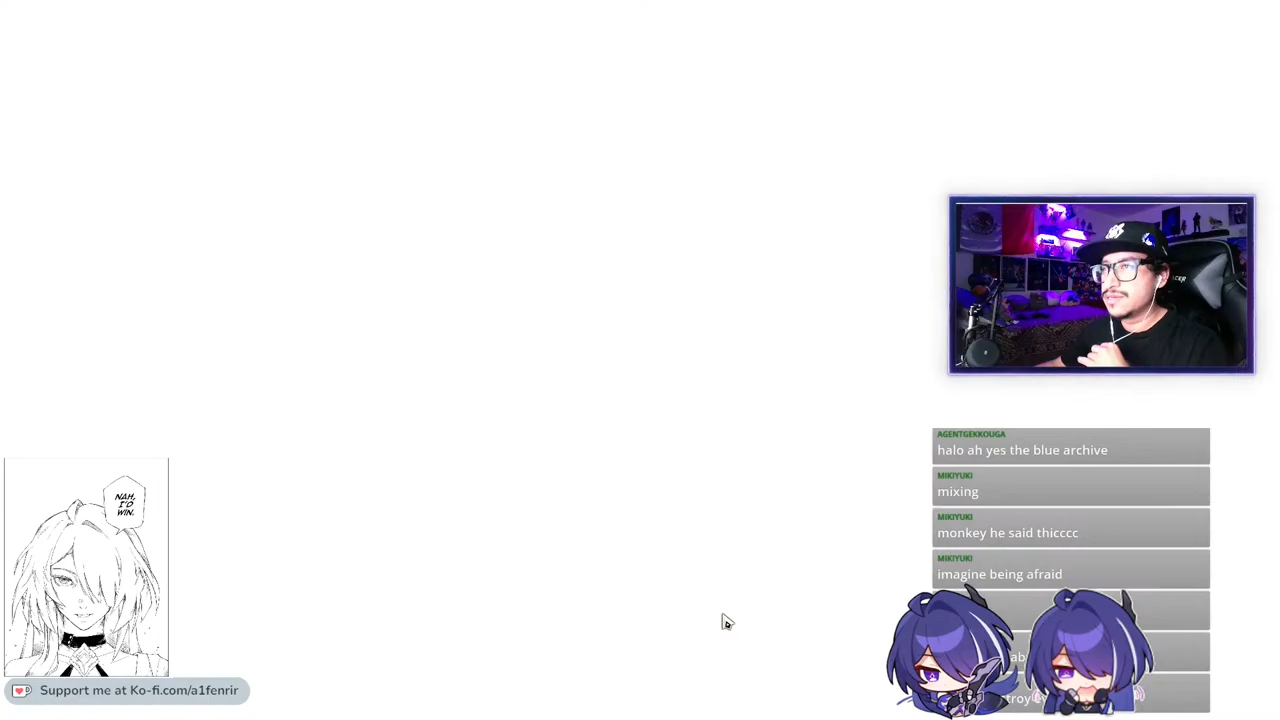 AGENTGEKKOUGA
halo ah yes the blue archive
MIKIYUKI
mixing
MIKIYUKI
monkey he said thicccc
MIKIYUKI
imagine being afraid
NAH,
I'D
WIN.
Support me at Ko-fi.com/a1fenrir